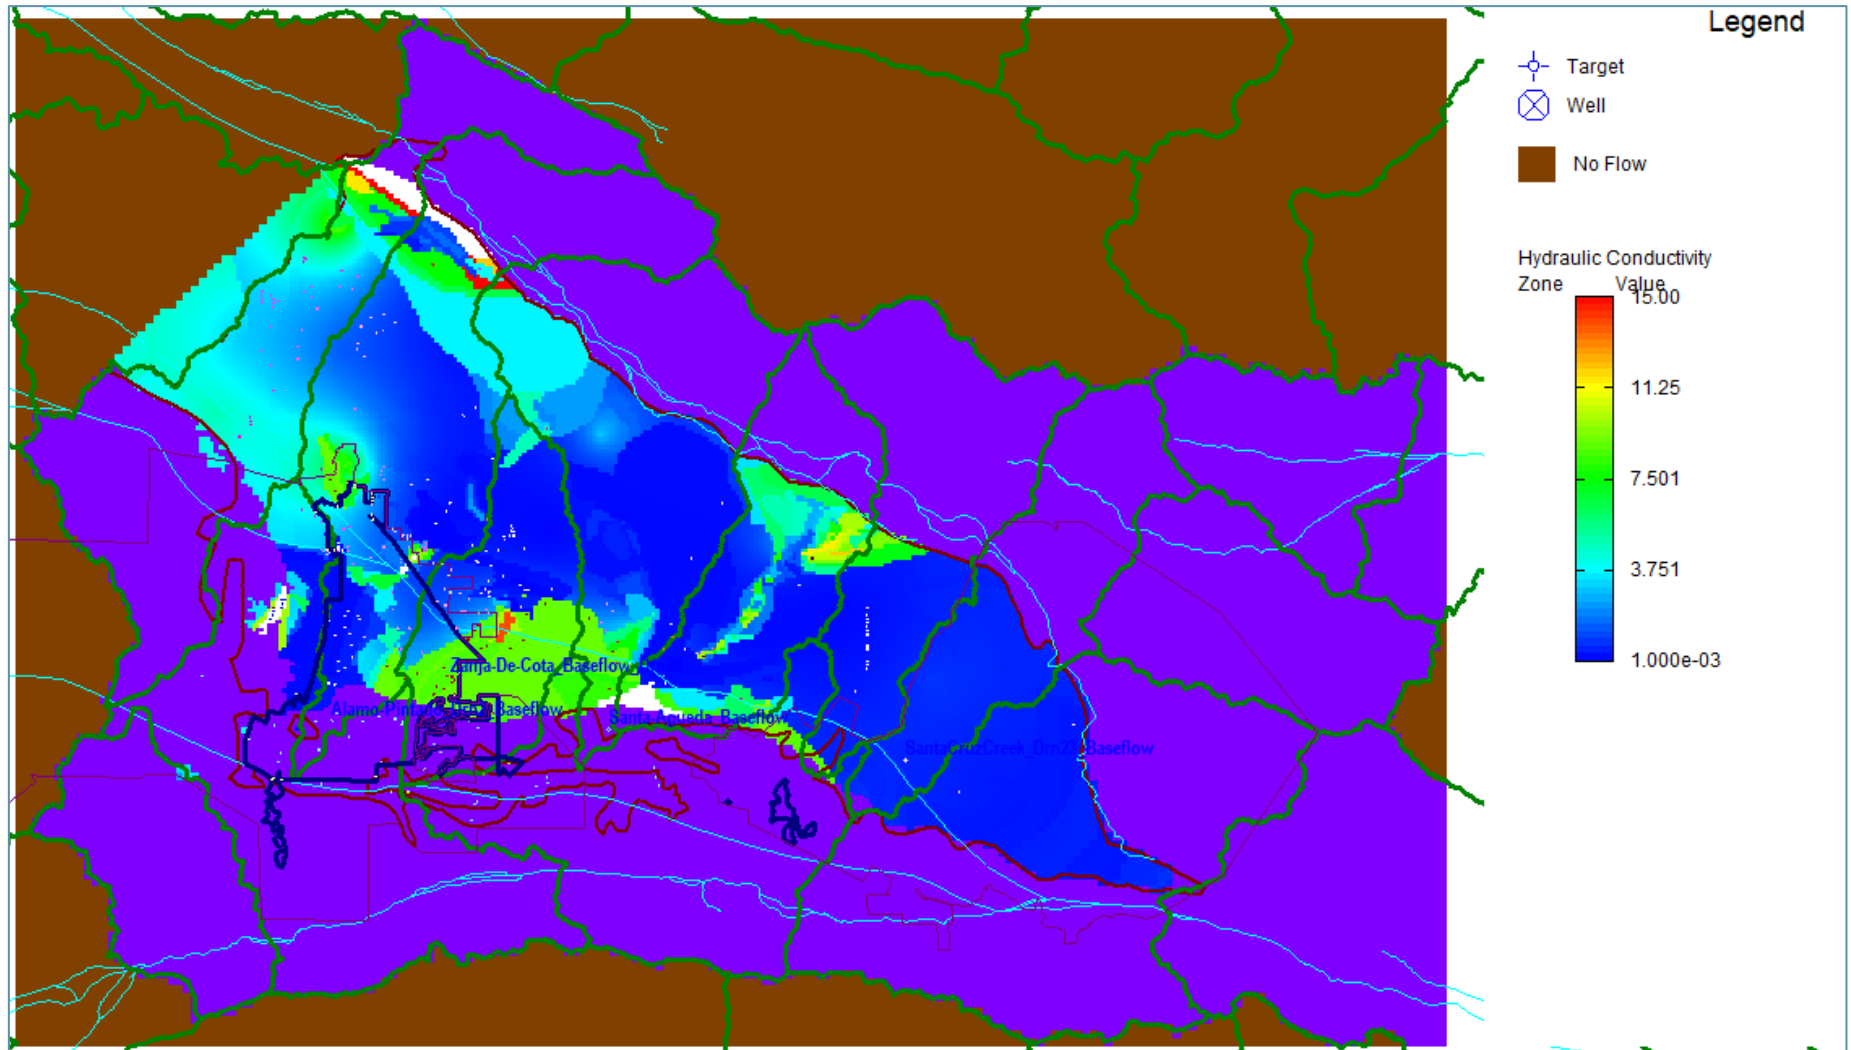 Legend
Target
Well
No Flow
Hydraulic Conductivity
Zone Value
15.00
11.25
7.501
3.751
1.000e-03
Zanja-De-Cota_Baseflow
Santa-Agueda_Baseflow
SantaCruzCreek_Drn23_Baseflow